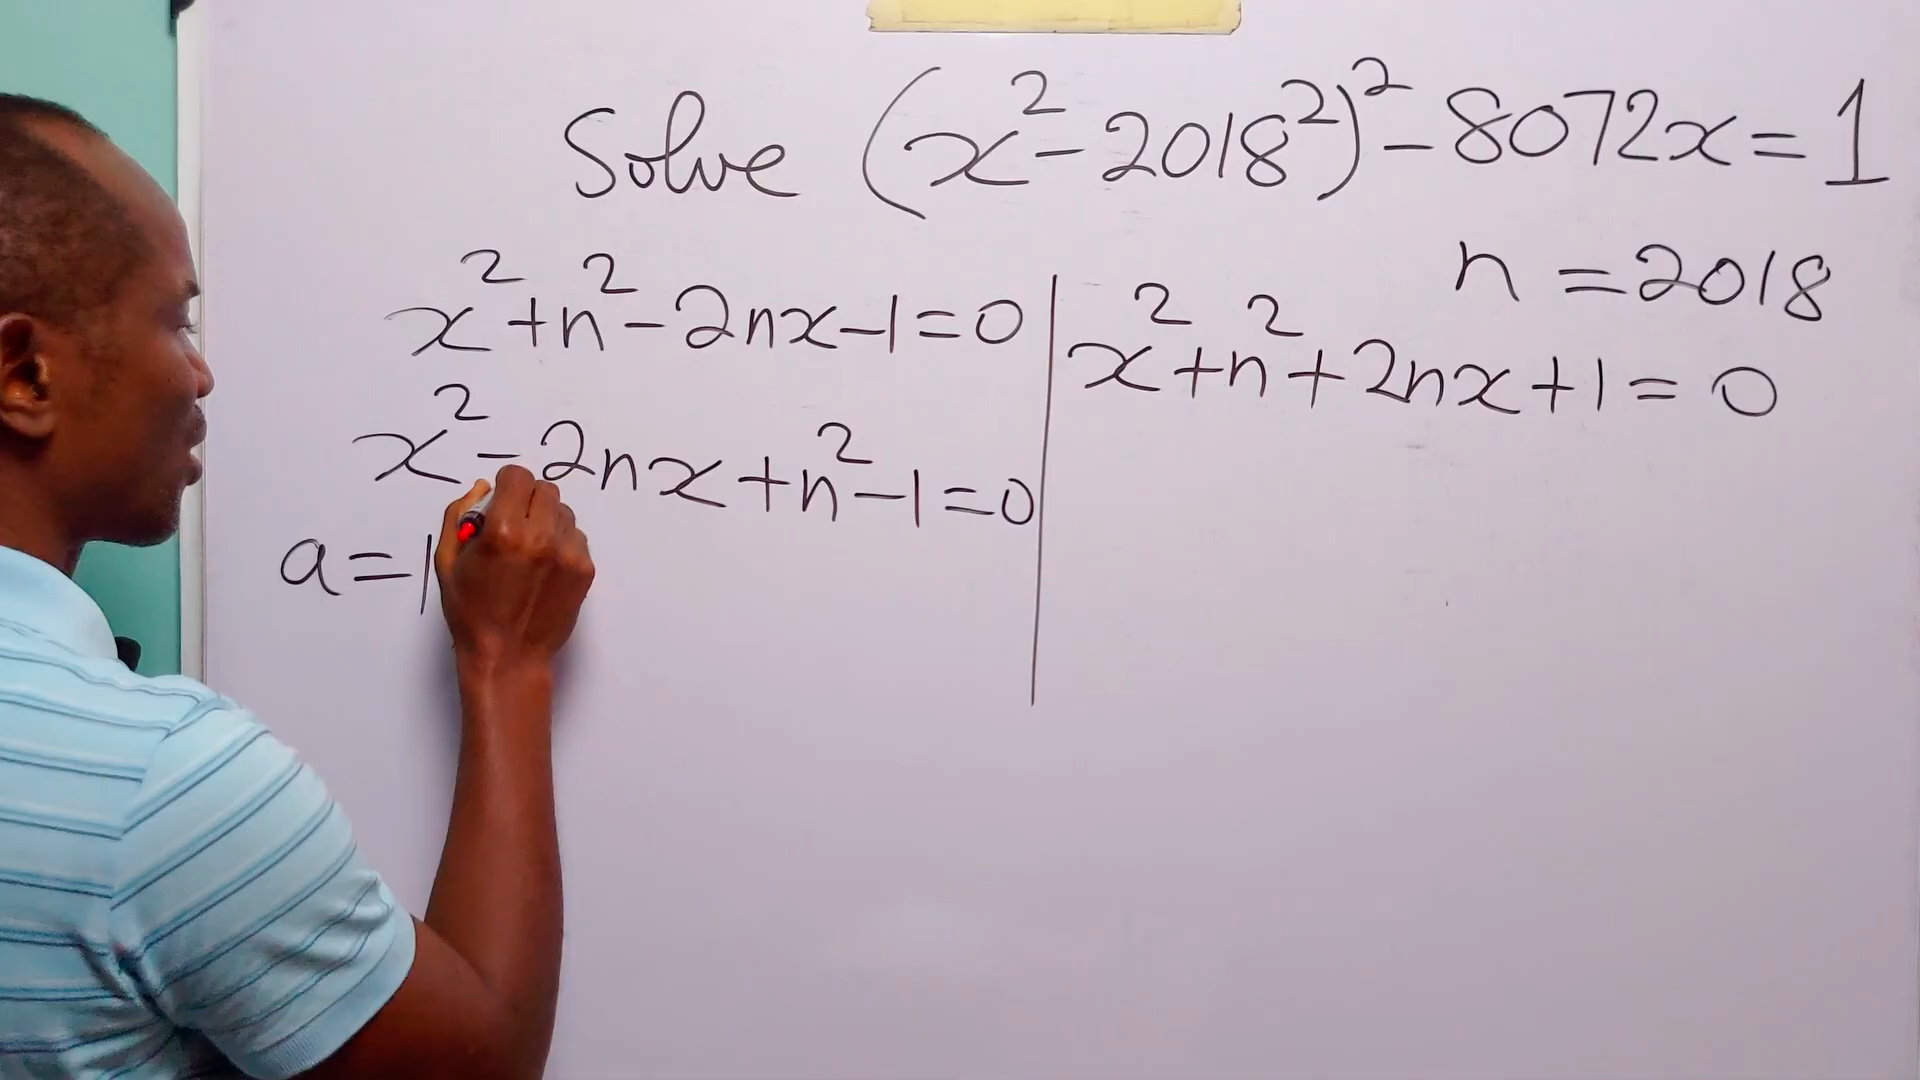 Solve (x²-2018²)²-8072x=1
n=2018
x²+n²-2nx-1=0
x²+n²+2nx+1=0
x²-2nx+n²-1=0
a=1